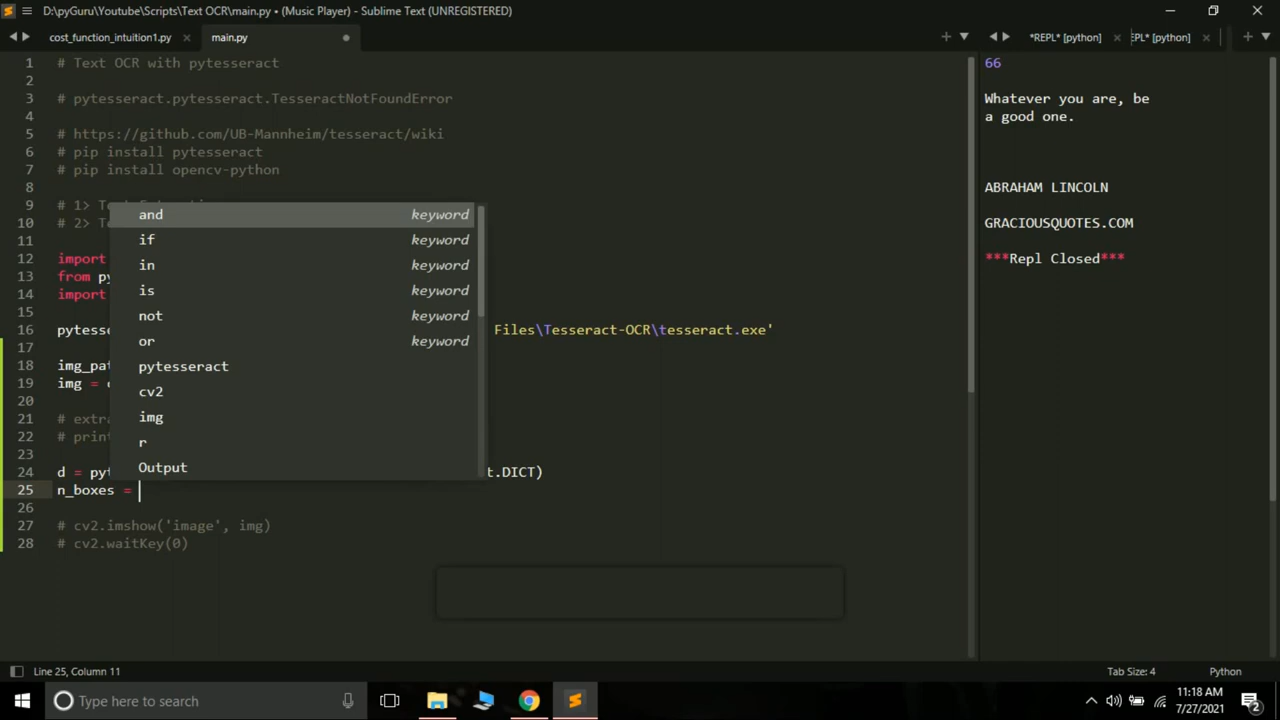 D:\pyGuru\Youtube\Scripts\Text OCR\main.py • (Music Player) - Sublime Text (UNREGISTERED)
cost_function_intuition1.py
main.py
*REPL* [python]
EPL* [python]
1 # Text OCR with pytesseract
2
3 # pytesseract.pytesseract.TesseractNotFoundError
4
5 # https://github.com/UB-Mannheim/tesseract/wiki
6 # pip install pytesseract
7 # pip install opencv-python
8
9 # 1>
10 # 2>
11
12 import
13 from
14 import
15
16 pytesse Files\Tesseract-OCR\tesseract.exe'
17
18 img_pat
19 img =
20
21 # extra
22 # prin
23
24 d = pyt t.DICT)
25 n_boxes =
26
27 # cv2.imshow('image', img)
28 # cv2.waitKey(0)
and keyword
if keyword
in keyword
is keyword
not keyword
or keyword
pytesseract
cv2
img
r
Output
66
Whatever you are, be
a good one.
ABRAHAM LINCOLN
GRACIOUSQUOTES.COM
***Repl Closed***
Line 25, Column 11
Tab Size: 4
Python
Type here to search
11:18 AM
7/27/2021
2